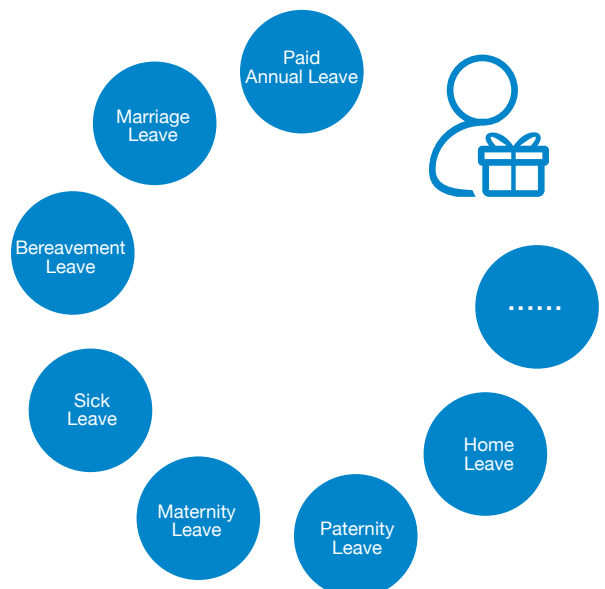 Paid
Annual Leave
Marriage
Leave
Bereavement
Leave
Sick
Leave
Maternity
Leave
Paternity
Leave
Home
Leave
......